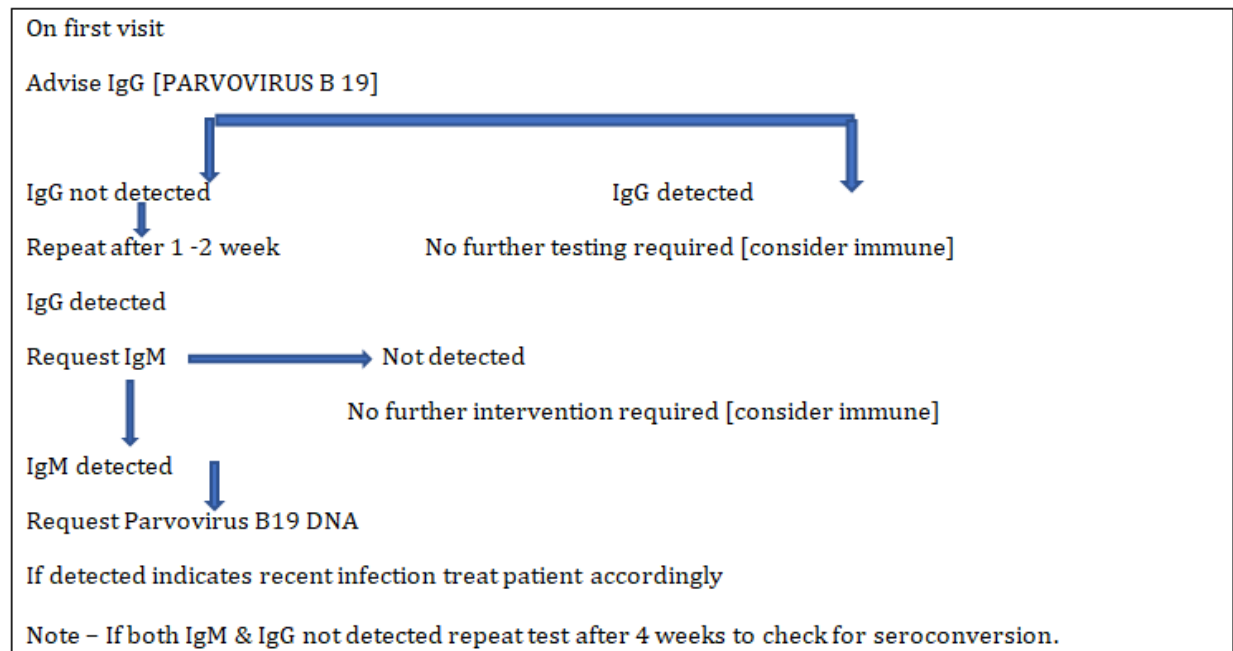 On first visit
Advise IgG [PARVOVIRUS B 19]
IgG not detected
IgG detected
Repeat after 1 -2 week
No further testing required [consider immune]
IgG detected
Request IgM
Not detected
No further intervention required [consider immune]
IgM detected
Request Parvovirus B19 DNA
If detected indicates recent infection treat patient accordingly
Note – If both IgM & IgG not detected repeat test after 4 weeks to check for seroconversion.